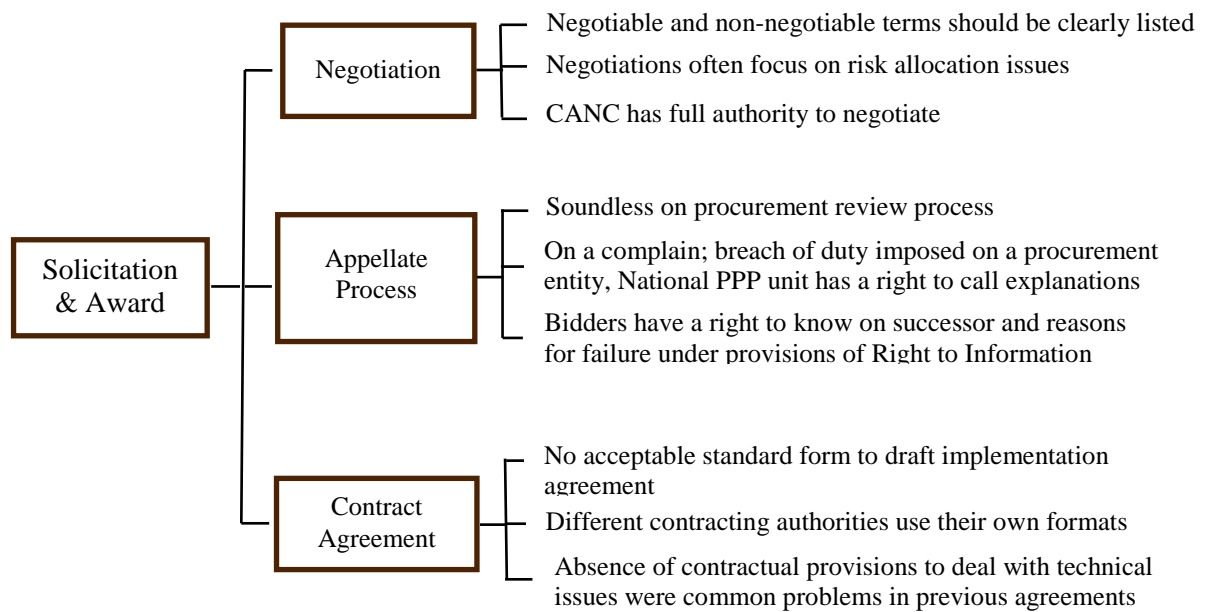 Solicitation
& Award
Negotiation
Negotiable and non-negotiable terms should be clearly listed
Negotiations often focus on risk allocation issues
CANC has full authority to negotiate
Appellate
Process
Soundless on procurement review process
On a complain; breach of duty imposed on a procurement
entity, National PPP unit has a right to call explanations
Bidders have a right to know on successor and reasons
for failure under provisions of Right to Information
Contract
Agreement
No acceptable standard form to draft implementation
agreement
Different contracting authorities use their own formats
Absence of contractual provisions to deal with technical
issues were common problems in previous agreements